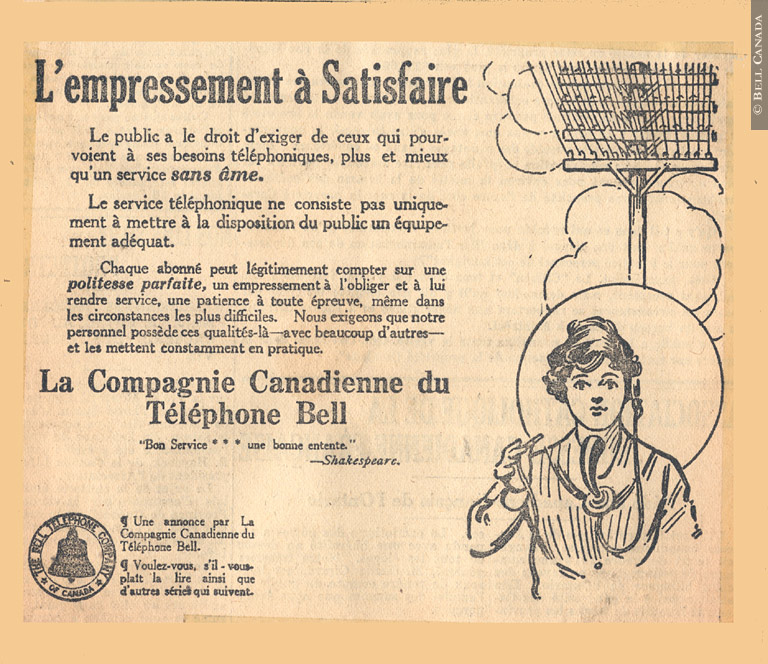 L'empressement à Satisfaire
Le public a le droit d'exiger de ceux qui pour-
voient à ses besoins téléphoniques, plus et mieux
qu'un service sans âme.
Le service téléphonique ne consiste pas unique-
ment à mettre à la disposition du public un équipe-
ment adéquat.
Chaque abonné peut légitimement compter sur une
politesse parfaite, un empressement à l'obliger et à lui
rendre service, une patience à toute épreuve, même dans
les circonstances les plus difficiles. Nous exigeons que notre
personnel possède ces qualités-là—avec beaucoup d'autres—
et les mettent constamment en pratique.
La Compagnie Canadienne du
Téléphone Bell
"Bon Service * * * une bonne entente."
—Shakespeare.
THE BELL TELEPHONE COMPANY
OF CANADA
¶ Une annonce par La
Compagnie Canadienne du
Téléphone Bell.
¶ Voulez-vous, s'il-vous-
plaît la lire ainsi que
d'autres séries qui suivent.
© BELL CANADA